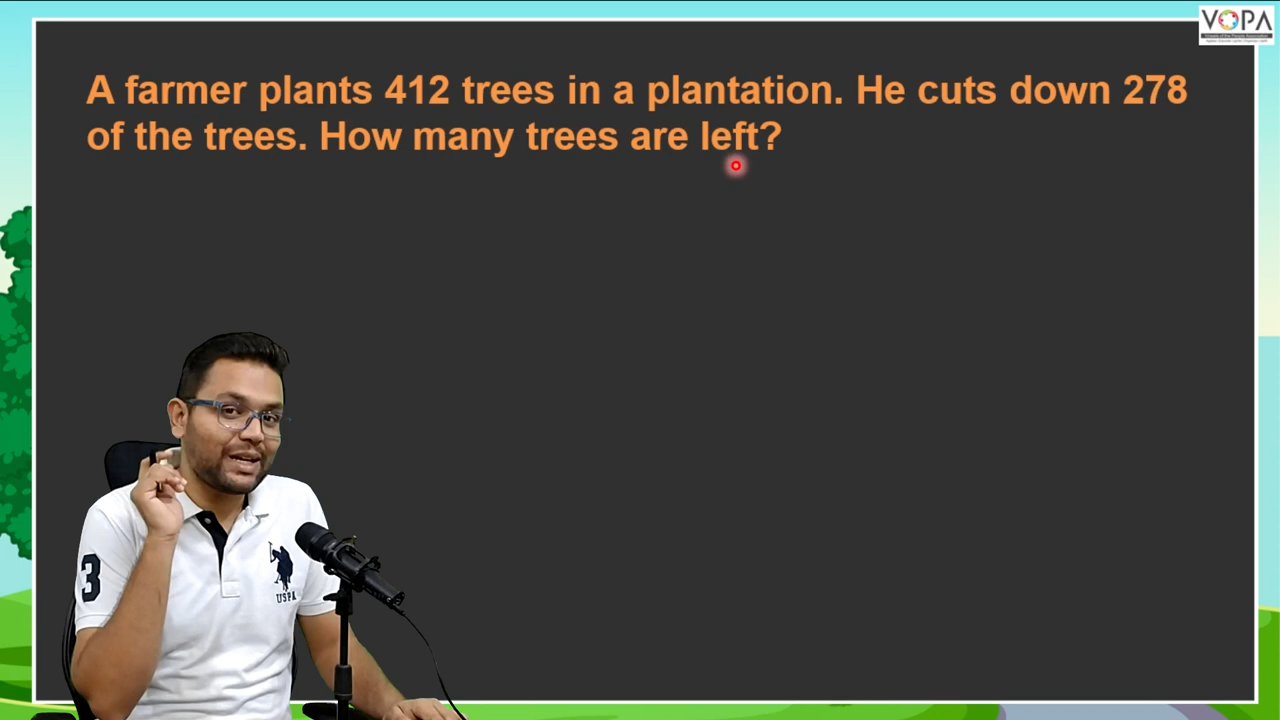 VOPA
A farmer plants 412 trees in a plantation. He cuts down 278
of the trees. How many trees are left?
3
USPA